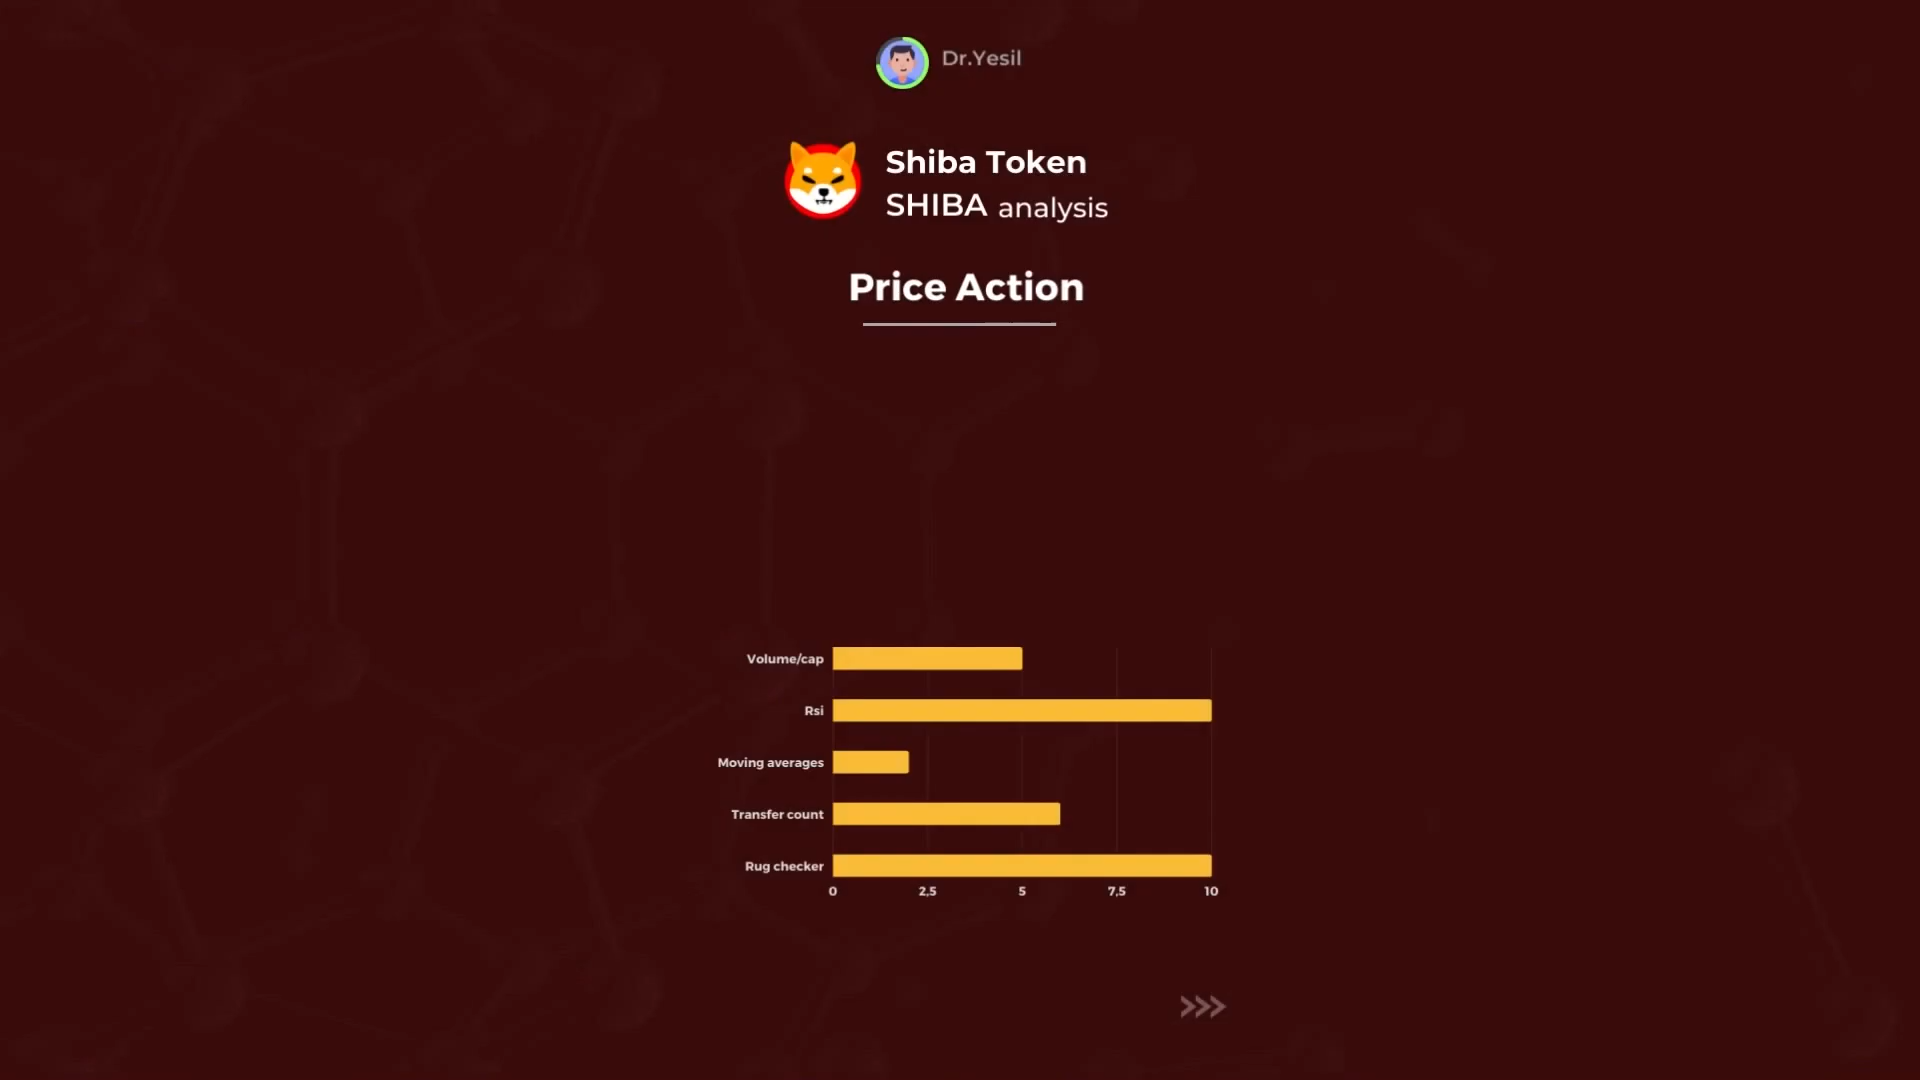 Dr.Yesil
Shiba Token
SHIBA analysis
Price Action
Volume/cap
Rsi
Moving averages
Transfer count
Rug checker
0 2,5 5 7,5 10